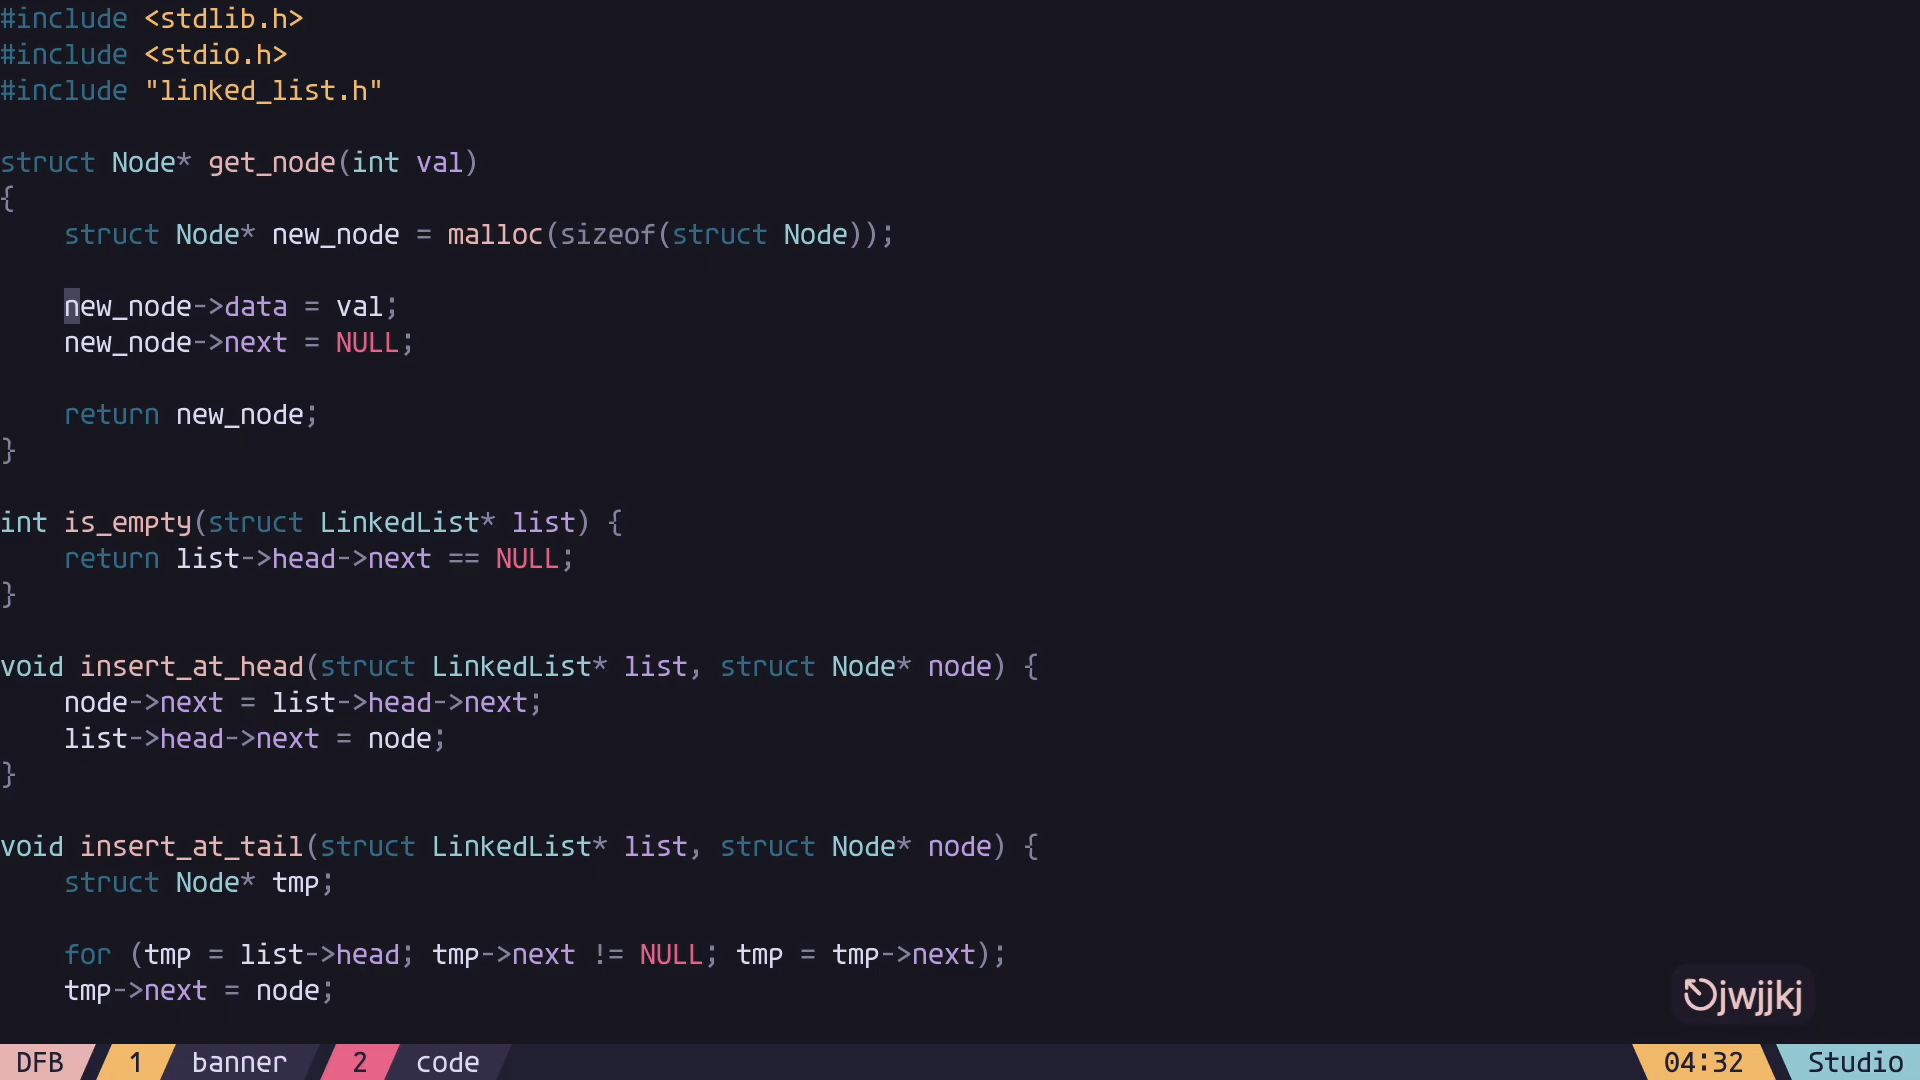 #include <stdlib.h>
#include <stdio.h>
#include "linked_list.h"
struct Node* get_node(int val)
{
    struct Node* new_node = malloc(sizeof(struct Node));
    new_node->data = val;
    new_node->next = NULL;
    return new_node;
}
int is_empty(struct LinkedList* list) {
    return list->head->next == NULL;
}
void insert_at_head(struct LinkedList* list, struct Node* node) {
    node->next = list->head->next;
    list->head->next = node;
}
void insert_at_tail(struct LinkedList* list, struct Node* node) {
    struct Node* tmp;
    for (tmp = list->head; tmp->next != NULL; tmp = tmp->next);
    tmp->next = node;
jwjjkj
DFB 1 banner 2 code 04:32 Studio